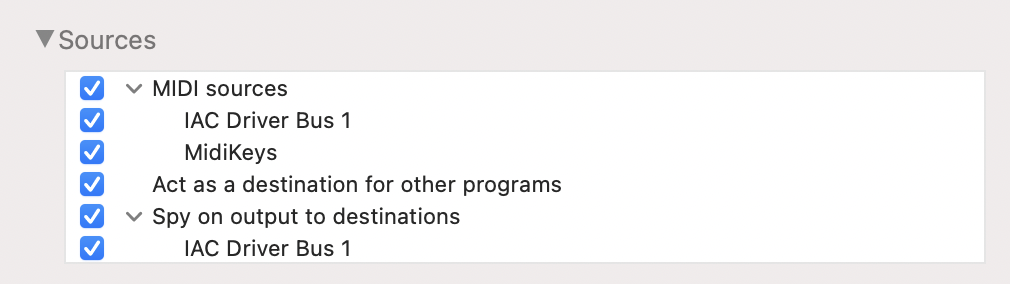 Sources
MIDI sources
IAC Driver Bus 1
MidiKeys
Act as a destination for other programs
Spy on output to destinations
IAC Driver Bus 1